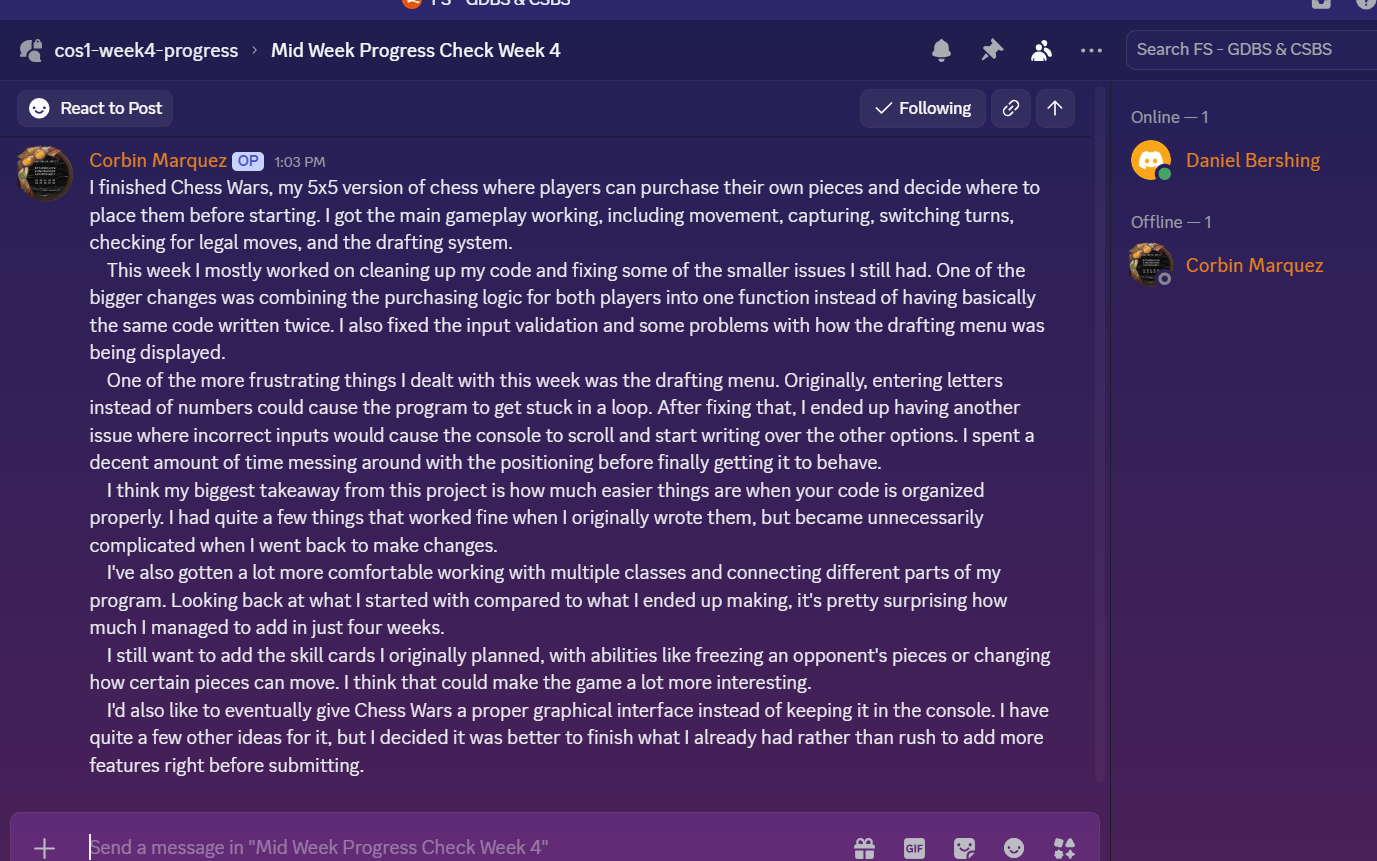 FS - GDBS & CSBS
cos1-week4-progress › Mid Week Progress Check Week 4
Search FS - GDBS & CSBS
React to Post
Following
Corbin Marquez OP 1:03 PM
I finished Chess Wars, my 5x5 version of chess where players can purchase their own pieces and decide where to
place them before starting. I got the main gameplay working, including movement, capturing, switching turns,
checking for legal moves, and the drafting system.
This week I mostly worked on cleaning up my code and fixing some of the smaller issues I still had. One of the
bigger changes was combining the purchasing logic for both players into one function instead of having basically
the same code written twice. I also fixed the input validation and some problems with how the drafting menu was
being displayed.
One of the more frustrating things I dealt with this week was the drafting menu. Originally, entering letters
instead of numbers could cause the program to get stuck in a loop. After fixing that, I ended up having another
issue where incorrect inputs would cause the console to scroll and start writing over the other options. I spent a
decent amount of time messing around with the positioning before finally getting it to behave.
I think my biggest takeaway from this project is how much easier things are when your code is organized
properly. I had quite a few things that worked fine when I originally wrote them, but became unnecessarily
complicated when I went back to make changes.
I've also gotten a lot more comfortable working with multiple classes and connecting different parts of my
program. Looking back at what I started with compared to what I ended up making, it's pretty surprising how
much I managed to add in just four weeks.
I still want to add the skill cards I originally planned, with abilities like freezing an opponent's pieces or changing
how certain pieces can move. I think that could make the game a lot more interesting.
I'd also like to eventually give Chess Wars a proper graphical interface instead of keeping it in the console. I have
quite a few other ideas for it, but I decided it was better to finish what I already had rather than rush to add more
features right before submitting.
Send a message in "Mid Week Progress Check Week 4"
GIF
Online — 1
Daniel Bershing
Offline — 1
Corbin Marquez